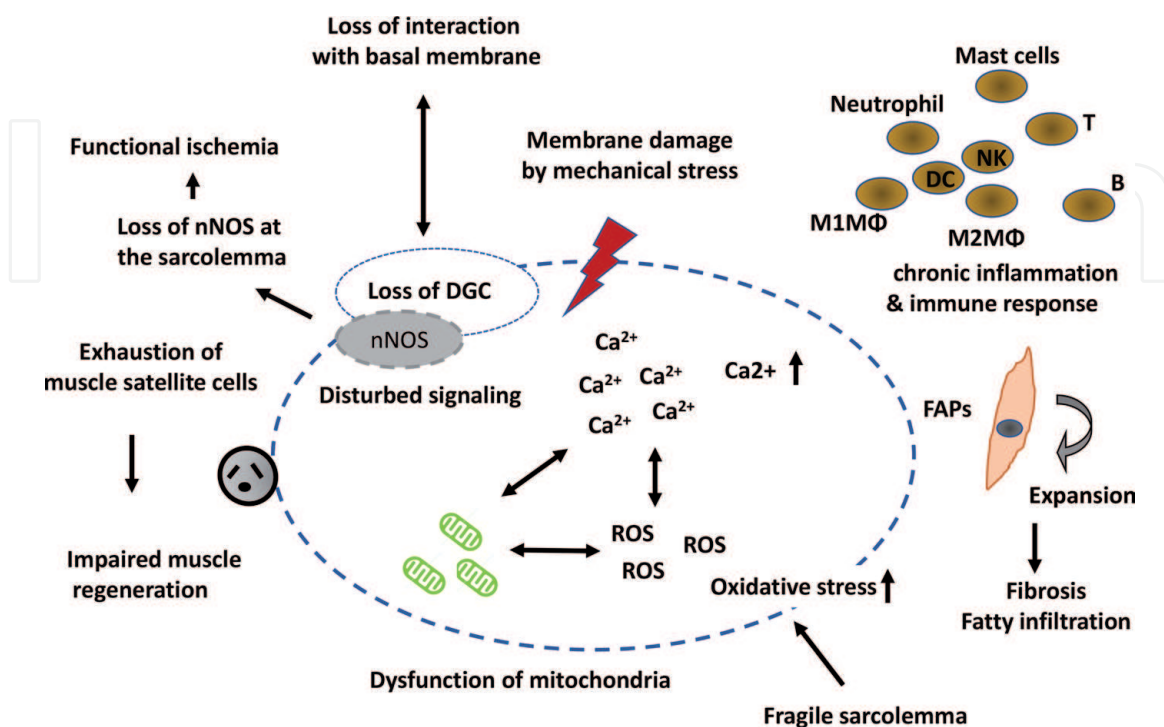 Loss of interaction
with basal membrane
Mast cells
Neutrophil
T
Functional ischemia
Membrane damage
by mechanical stress
NK
DC
B
M1MΦ
M2MΦ
Loss of nNOS at
the sarcolemma
chronic inflammation
& immune response
Loss of DGC
nNOS
Exhaustion of
muscle satellite cells
Disturbed signaling
Ca²⁺
Ca²⁺
Ca²⁺
Ca²⁺
Ca²⁺
Ca2+
FAPs
Expansion
Impaired muscle
regeneration
ROS
ROS
ROS
Oxidative stress
Fibrosis
Fatty infiltration
Dysfunction of mitochondria
Fragile sarcolemma